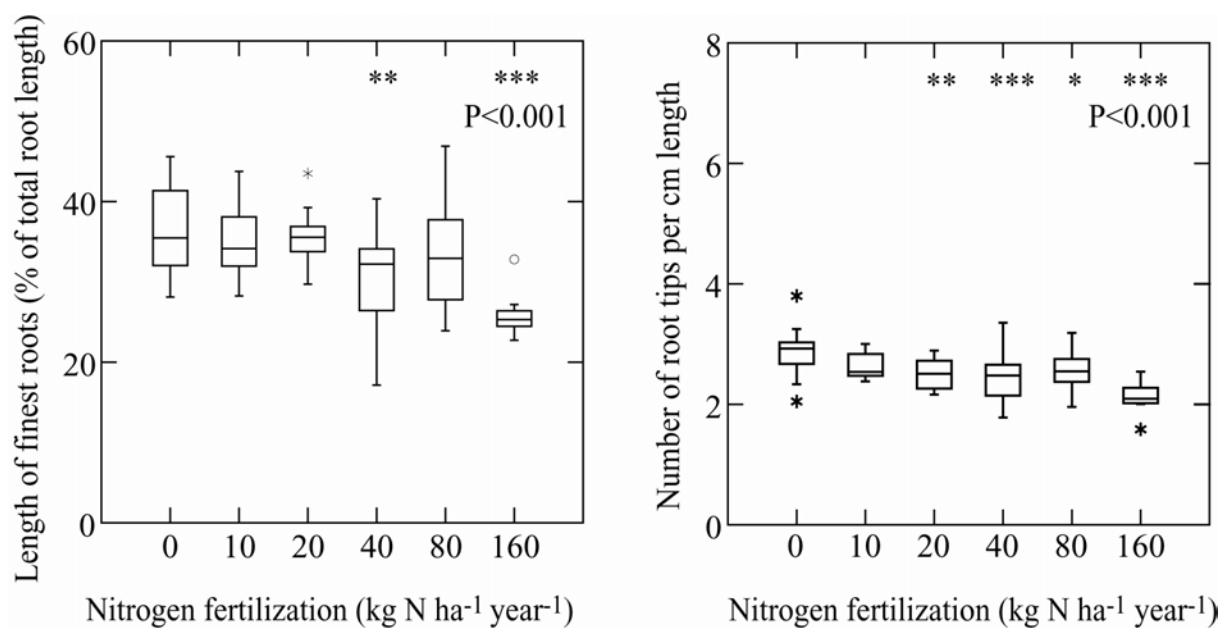 Length of finest roots (% of total root length)
60
40
20
0
** ***
P<0.001
0 10 20 40 80 160
Nitrogen fertilization (kg N ha-1 year-1)
Number of root tips per cm length
8
6
4
2
0
** *** * ***
P<0.001
0 10 20 40 80 160
Nitrogen fertilization (kg N ha-1 year-1)